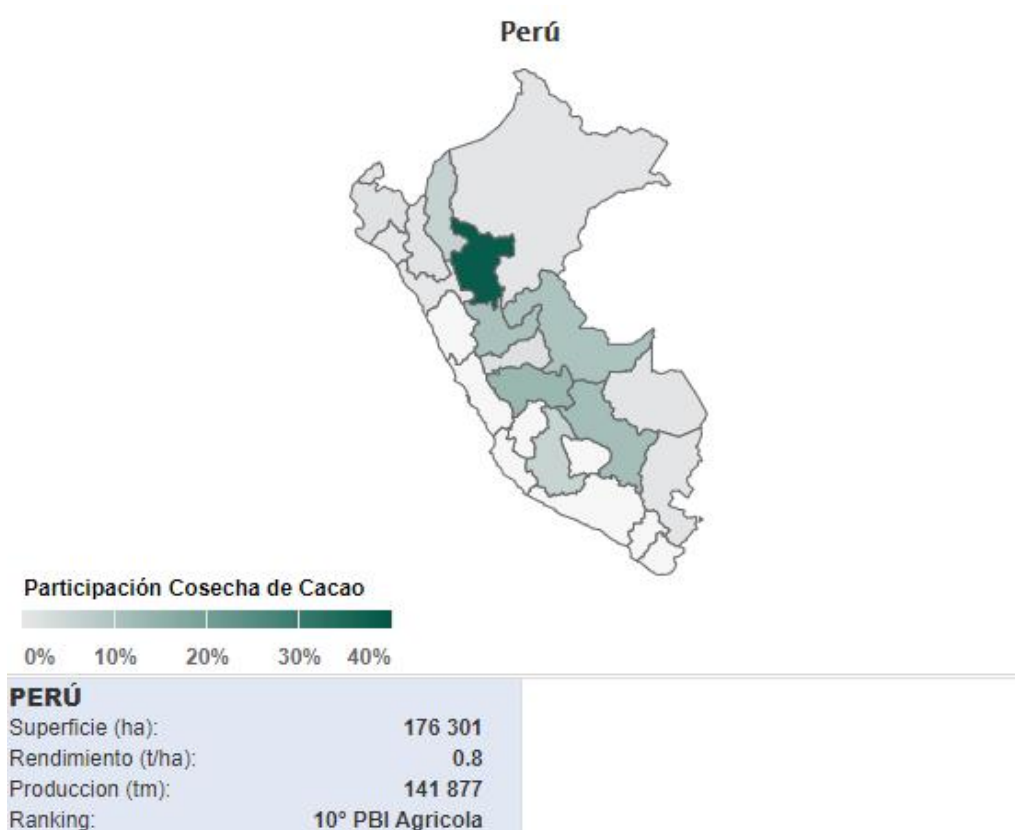 Perú
Participación Cosecha de Cacao
0% 10% 20% 30% 40%
PERÚ
Superficie (ha): 176 301
Rendimiento (t/ha): 0.8
Produccion (tm): 141 877
Ranking: 10° PBI Agricola